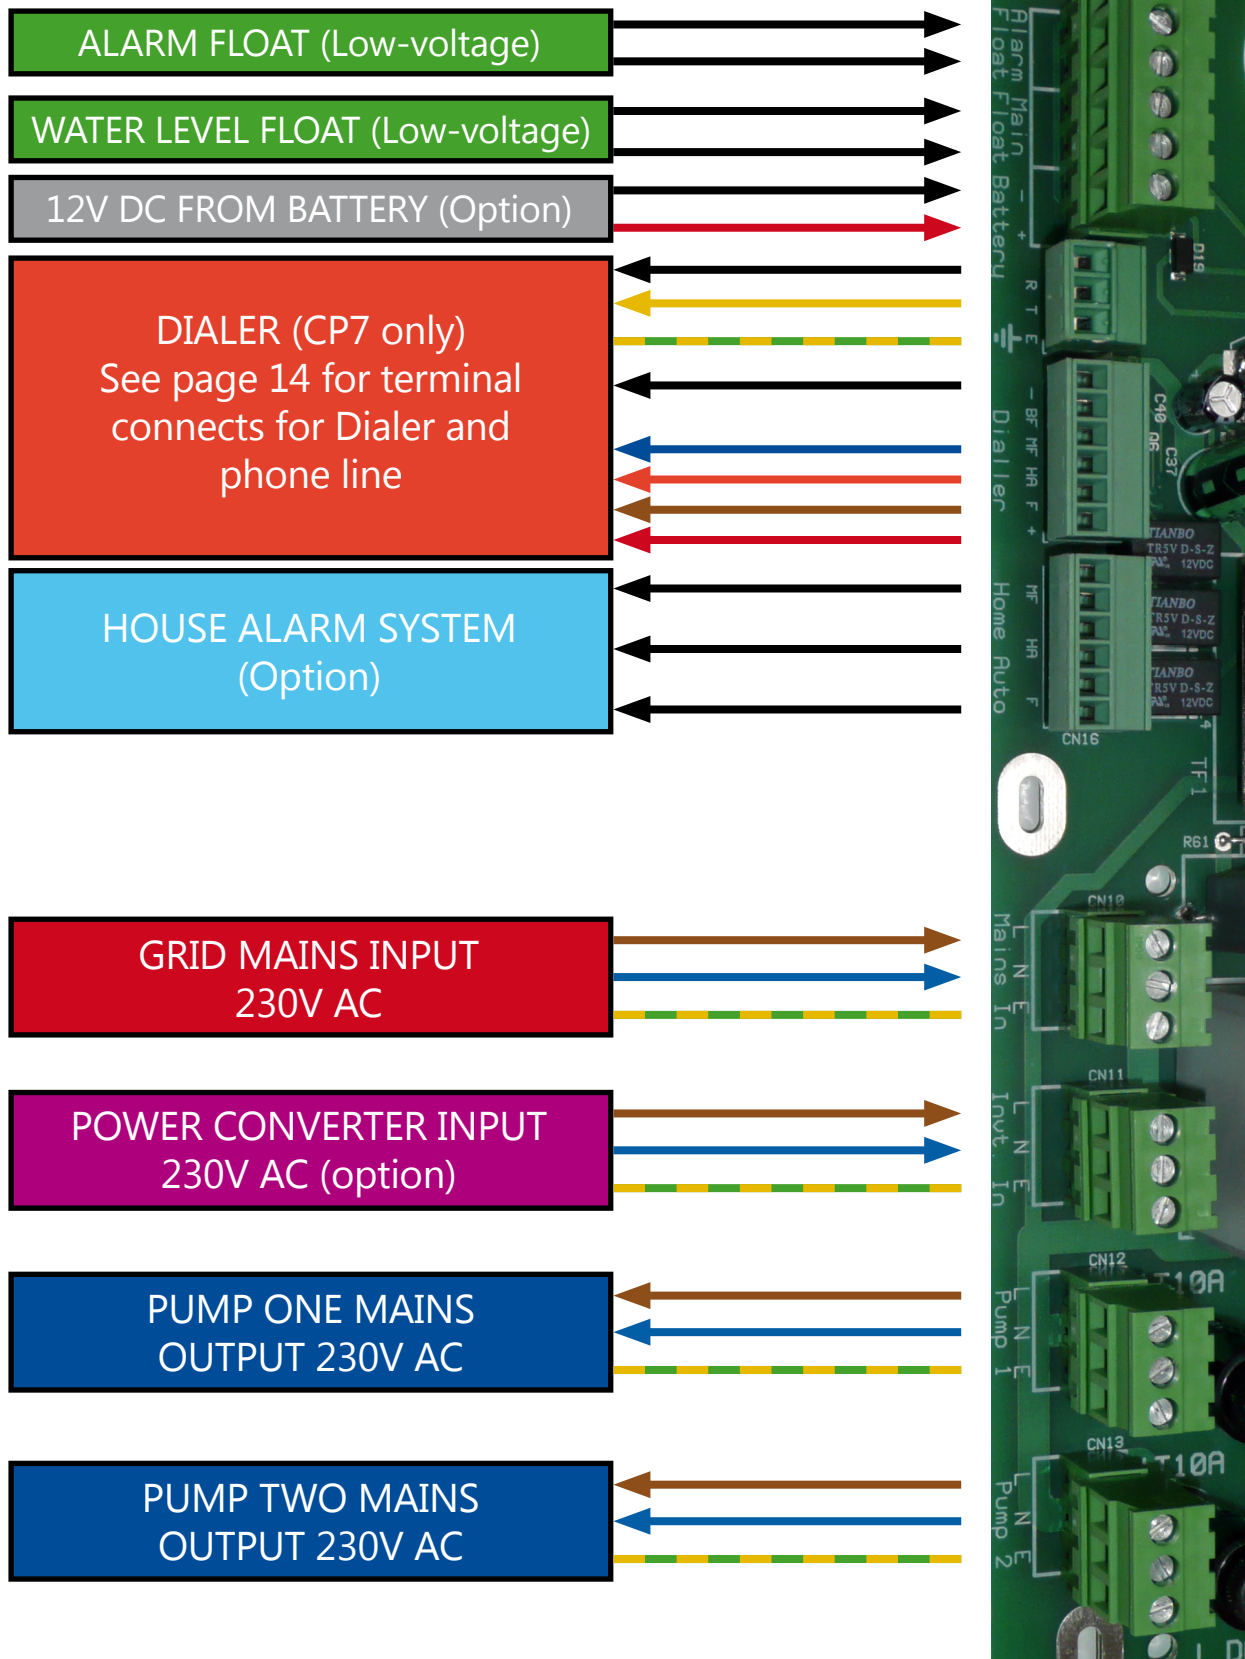 ALARM FLOAT (Low-voltage)
WATER LEVEL FLOAT (Low-voltage)
12V DC FROM BATTERY (Option)
DIALER (CP7 only)
See page 14 for terminal
connects for Dialer and
phone line
HOUSE ALARM SYSTEM
(Option)
GRID MAINS INPUT
230V AC
POWER CONVERTER INPUT
230V AC (option)
PUMP ONE MAINS
OUTPUT 230V AC
PUMP TWO MAINS
OUTPUT 230V AC
Alarm Main
Float Float Battery
- +
D19
R T E
- BF MF HA F +
Dialler
C40
C37
TIANBO
TR5V D-S-Z
12VDC
TIANBO
TR5V D-S-Z
12VDC
TIANBO
TR5V D-S-Z
12VDC
MF HA F
Home Auto
CN16
TF1
R61
CN10
L N E
Mains In
CN11
L N E
Invt. In
CN12
T10A
L N E
Pump 1
CN13
T10A
L N E
Pump 2